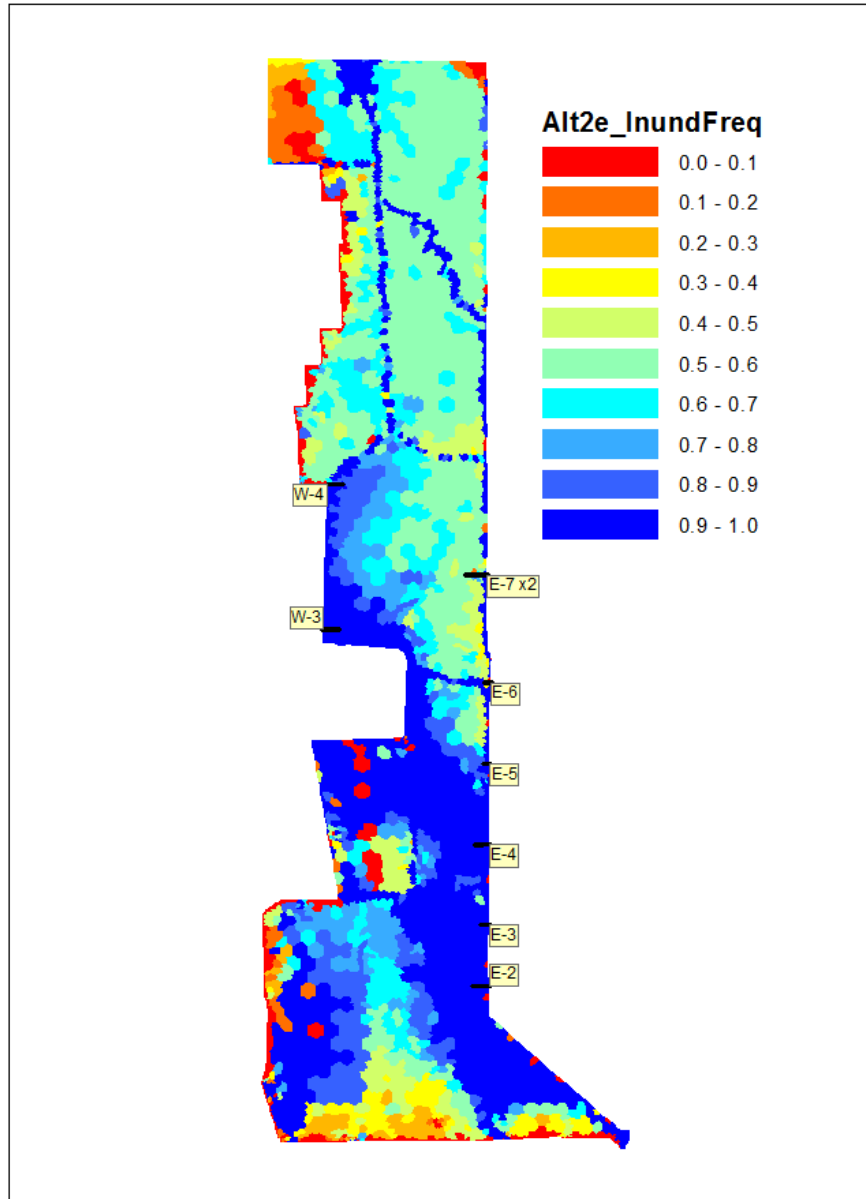 Alt2e_InundFreq
0.0 - 0.1
0.1 - 0.2
0.2 - 0.3
0.3 - 0.4
0.4 - 0.5
0.5 - 0.6
0.6 - 0.7
0.7 - 0.8
0.8 - 0.9
0.9 - 1.0
W-4
E-7 x2
W-3
E-6
E-5
E-4
E-3
E-2